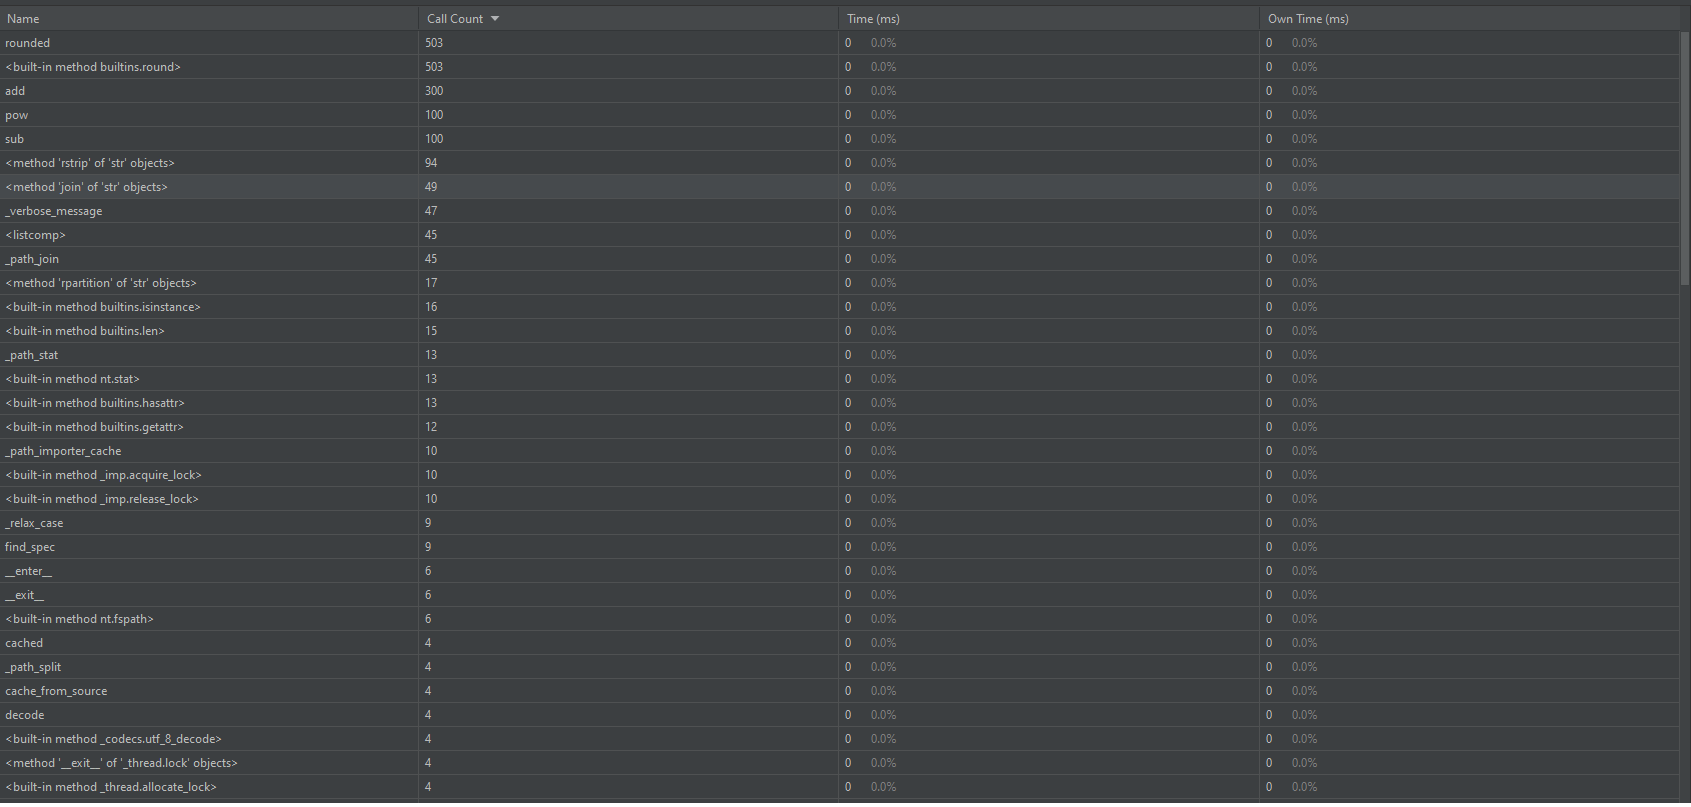 Name Call Count Time (ms) Own Time (ms)
rounded 503 0 0.0% 0 0.0%
<built-in method builtins.round> 503 0 0.0% 0 0.0%
add 300 0 0.0% 0 0.0%
pow 100 0 0.0% 0 0.0%
sub 100 0 0.0% 0 0.0%
<method 'rstrip' of 'str' objects> 94 0 0.0% 0 0.0%
<method 'join' of 'str' objects> 49 0 0.0% 0 0.0%
_verbose_message 47 0 0.0% 0 0.0%
<listcomp> 45 0 0.0% 0 0.0%
_path_join 45 0 0.0% 0 0.0%
<method 'rpartition' of 'str' objects> 17 0 0.0% 0 0.0%
<built-in method builtins.isinstance> 16 0 0.0% 0 0.0%
<built-in method builtins.len> 15 0 0.0% 0 0.0%
_path_stat 13 0 0.0% 0 0.0%
<built-in method nt.stat> 13 0 0.0% 0 0.0%
<built-in method builtins.hasattr> 13 0 0.0% 0 0.0%
<built-in method builtins.getattr> 12 0 0.0% 0 0.0%
_path_importer_cache 10 0 0.0% 0 0.0%
<built-in method _imp.acquire_lock> 10 0 0.0% 0 0.0%
<built-in method _imp.release_lock> 10 0 0.0% 0 0.0%
_relax_case 9 0 0.0% 0 0.0%
find_spec 9 0 0.0% 0 0.0%
__enter__ 6 0 0.0% 0 0.0%
__exit__ 6 0 0.0% 0 0.0%
<built-in method nt.fspath> 6 0 0.0% 0 0.0%
cached 4 0 0.0% 0 0.0%
_path_split 4 0 0.0% 0 0.0%
cache_from_source 4 0 0.0% 0 0.0%
decode 4 0 0.0% 0 0.0%
<built-in method _codecs.utf_8_decode> 4 0 0.0% 0 0.0%
<method '__exit__' of '_thread.lock' objects> 4 0 0.0% 0 0.0%
<built-in method _thread.allocate_lock> 4 0 0.0% 0 0.0%